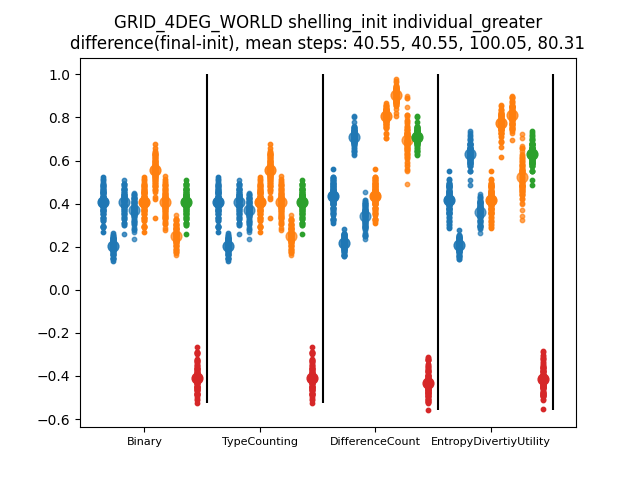 GRID_4DEG_WORLD shelling_init individual_greater
difference(final-init), mean steps: 40.55, 40.55, 100.05, 80.31
1.0
0.8
0.6
0.4
0.2
0.0
−0.2
−0.4
−0.6
Binary
TypeCounting
DifferenceCount
EntropyDivertiyUtility